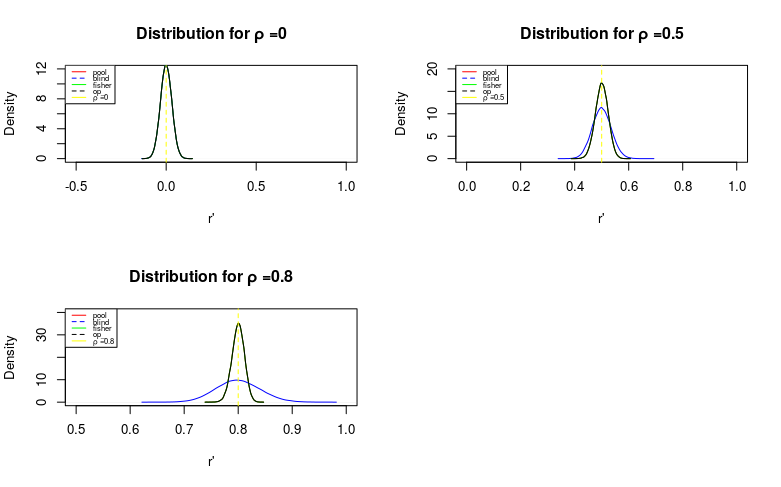 Distribution for ρ =0
Density
12
8
4
0
pool
blind
fisher
op
ρ =0
-0.5 0.0 0.5 1.0
r'
Distribution for ρ =0.5
Density
20
10
5
0
pool
blind
fisher
op
ρ =0.5
0.0 0.2 0.4 0.6 0.8 1.0
r'
Distribution for ρ =0.8
Density
30
10
0
pool
blind
fisher
op
ρ =0.8
0.5 0.6 0.7 0.8 0.9 1.0
r'